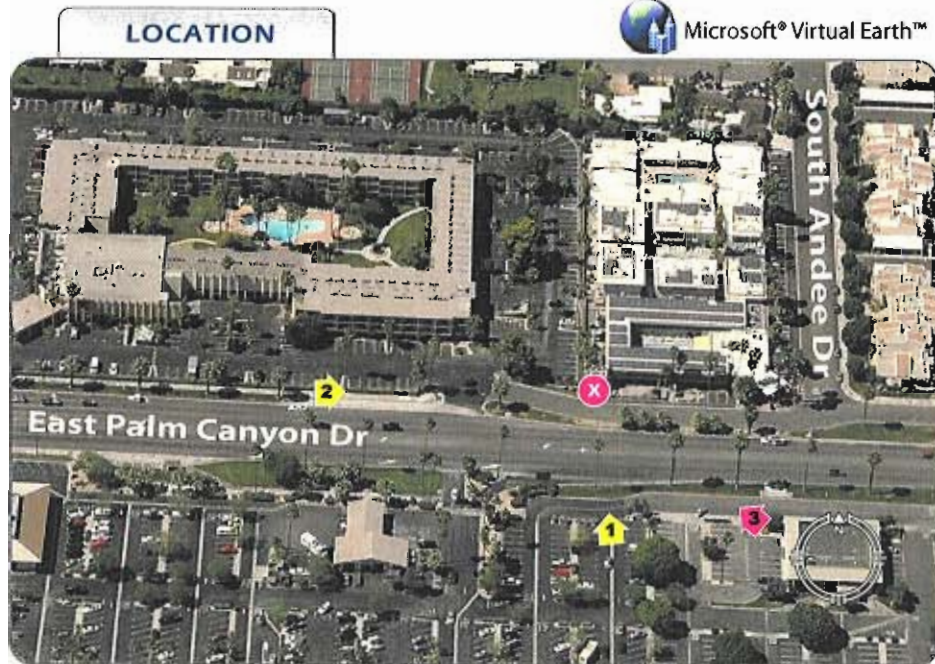 LOCATION
Microsoft® Virtual Earth™
South Andee Dr
X
2
East Palm Canyon Dr
3
1